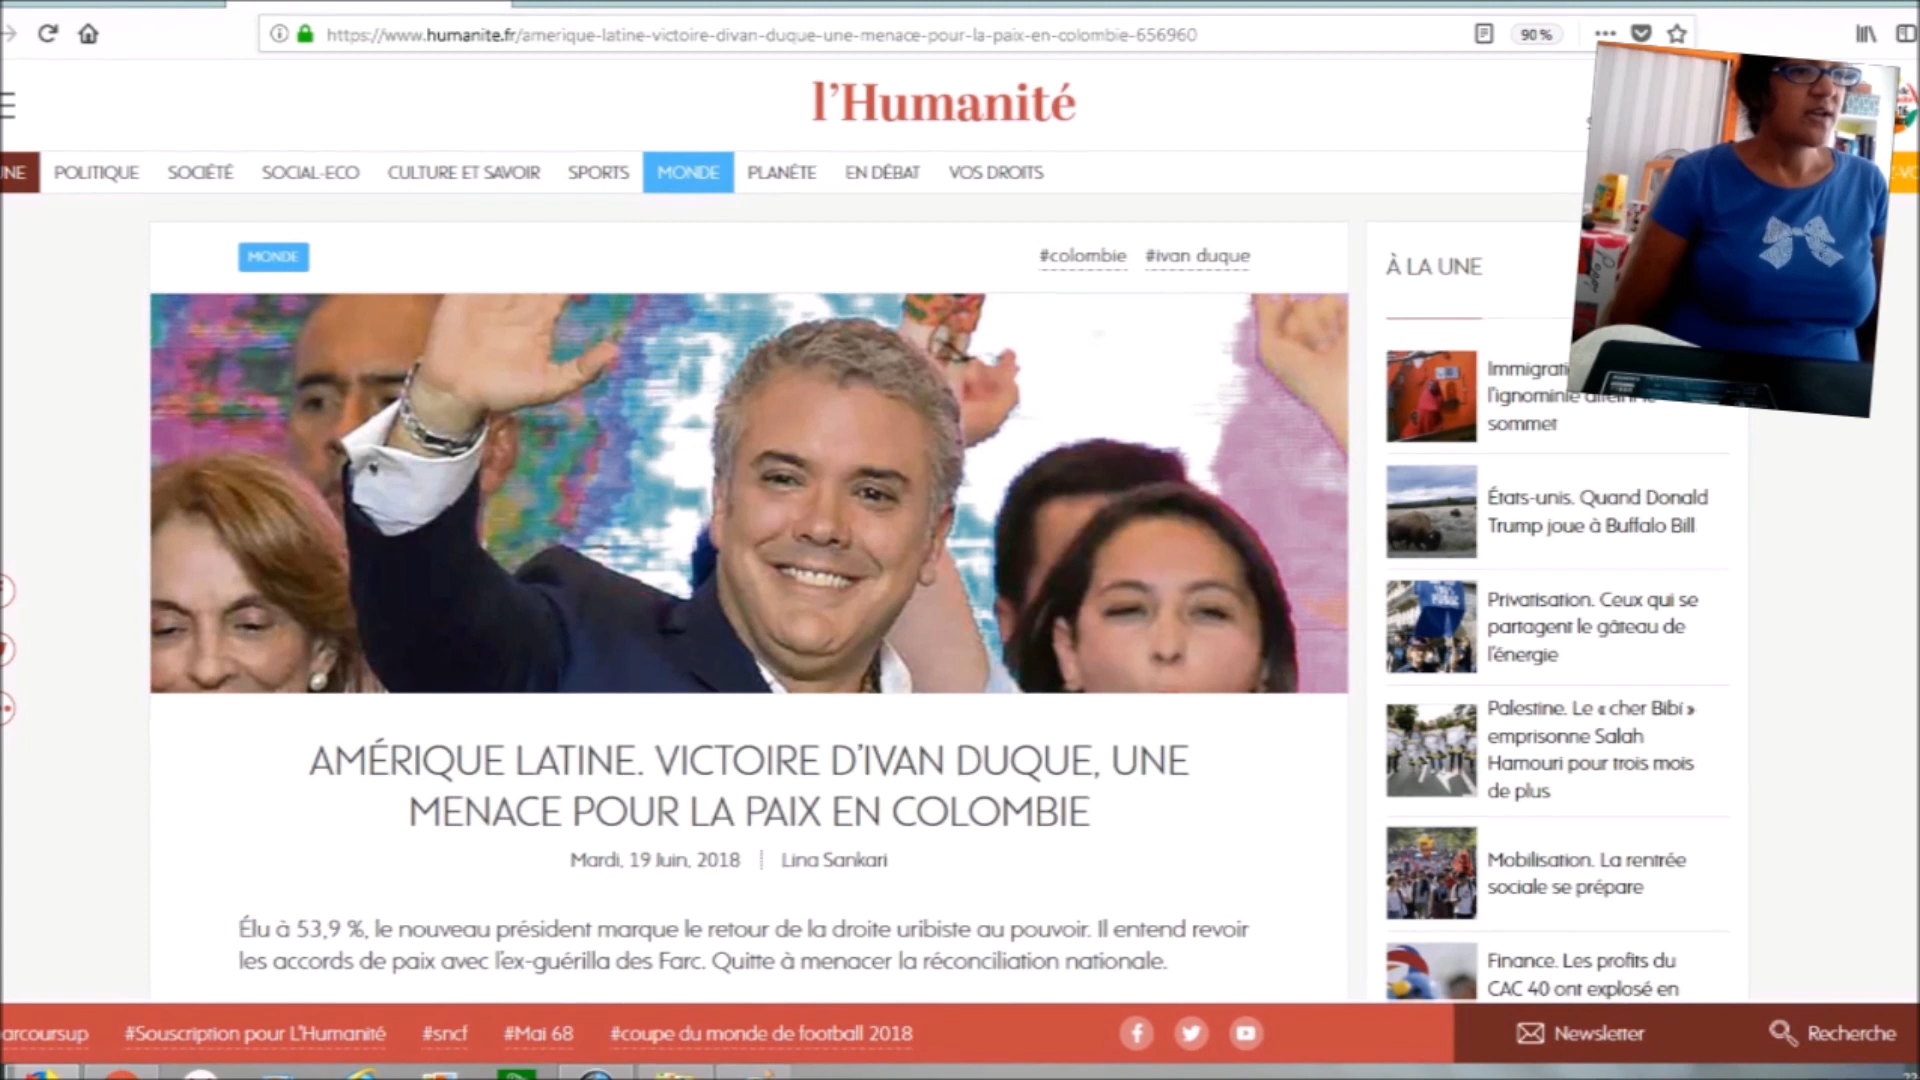 https://www.humanite.fr/amerique-latine-victoire-divan-duque-une-menace-pour-la-paix-en-colombie-656960
90 %
l'Humanité
POLITIQUE
SOCIÉTÉ
SOCIAL-ECO
CULTURE ET SAVOIR
SPORTS
MONDE
PLANÈTE
EN DÉBAT
VOS DROITS
MONDE
#colombie #ivan duque
AMÉRIQUE LATINE. VICTOIRE D'IVAN DUQUE, UNE
MENACE POUR LA PAIX EN COLOMBIE
Mardi, 19 Juin, 2018
Lina Sankari
Élu à 53,9 %, le nouveau président marque le retour de la droite uribiste au pouvoir. Il entend revoir
les accords de paix avec l'ex-guérilla des Farc. Quitte à menacer la réconciliation nationale.
À LA UNE
l'ignominie
sommet
États-unis. Quand Donald
Trump joue à Buffalo Bill
Privatisation. Ceux qui se
partagent le gâteau de
l'énergie
Palestine. Le « cher Bibi »
emprisonne Salah
Hamouri pour trois mois
de plus
Mobilisation. La rentrée
sociale se prépare
Finance. Les profits du
CAC 40 ont explosé en
arcoursup
#Souscription pour L'Humanité
#sncf
#Mai 68
#coupe du monde de football 2018
Newsletter
Recherche